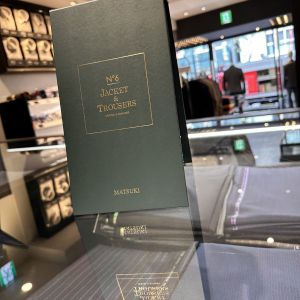 Nº6
JACKET
&
TROUSERS
MATSUKI